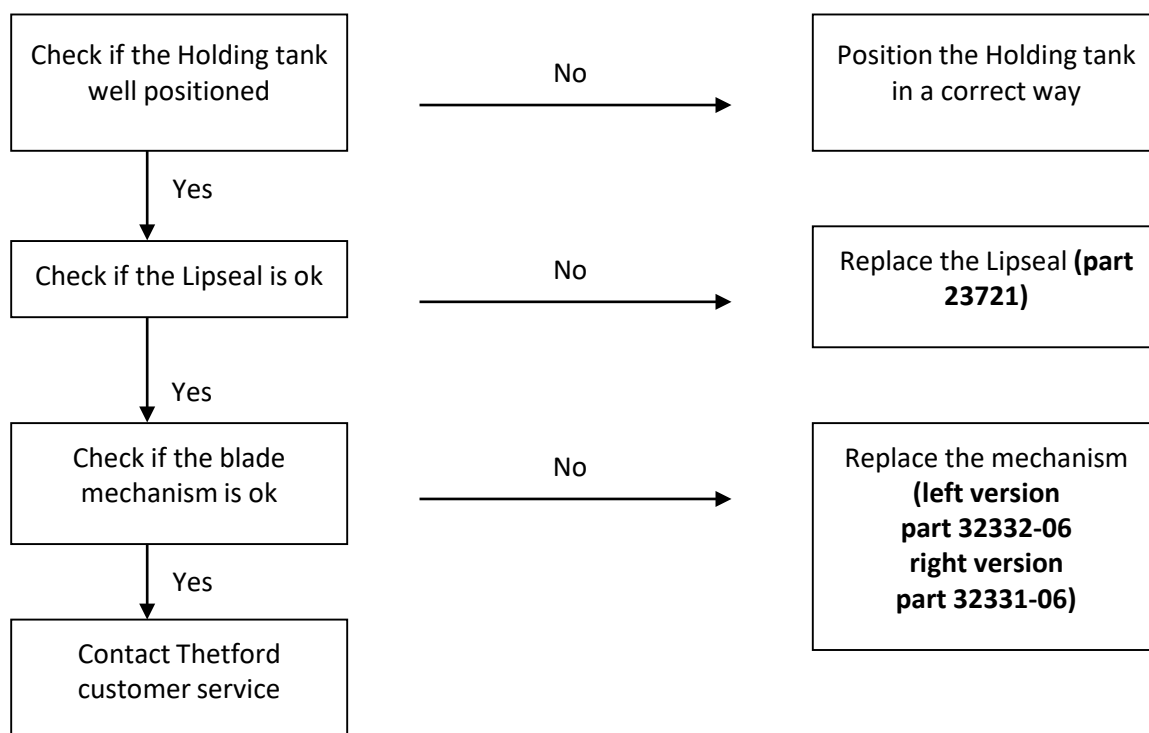 Check if the Holding tank
well positioned
No
Position the Holding tank
in a correct way
Yes
Check if the Lipseal is ok
No
Replace the Lipseal (part
23721)
Yes
Check if the blade
mechanism is ok
No
Replace the mechanism
(left version
part 32332-06
right version
part 32331-06)
Yes
Contact Thetford
customer service